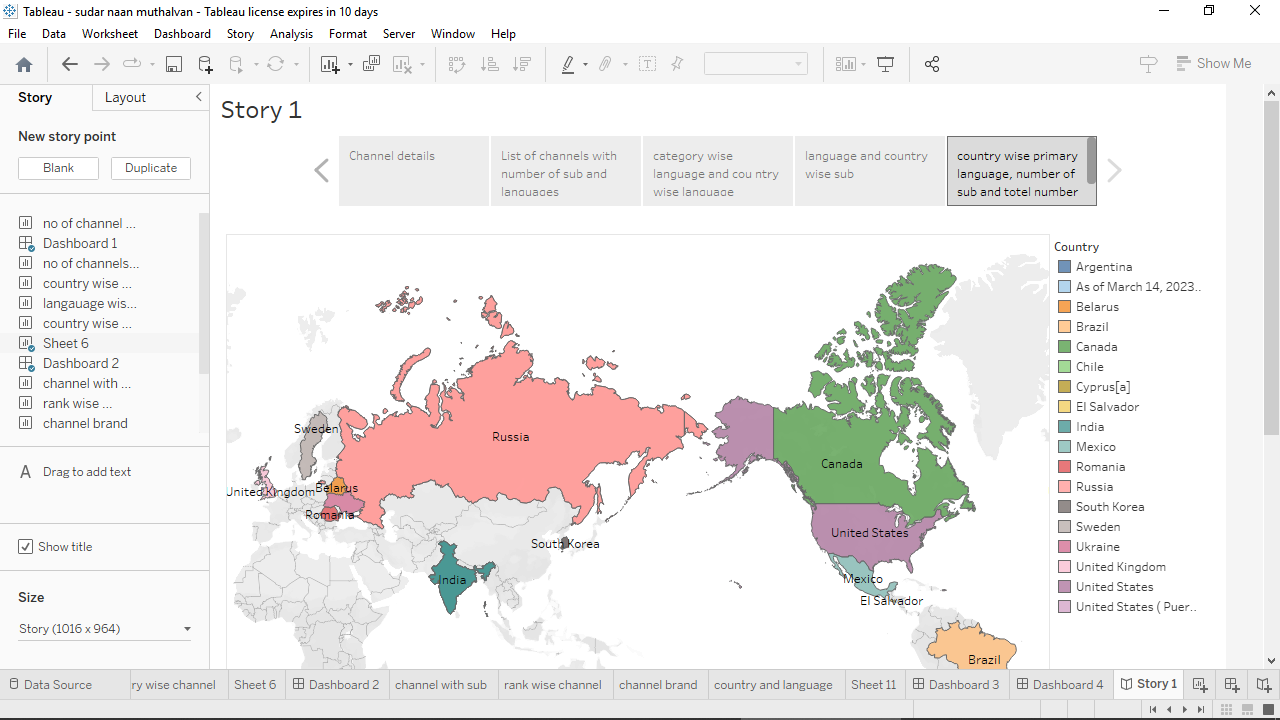 Tableau - sudar naan muthalvan - Tableau license expires in 10 days
File Data Worksheet Dashboard Story Analysis Format Server Window Help
Show Me
Story Layout
New story point
Blank Duplicate
no of channel ...
Dashboard 1
no of channels...
country wise ...
langauage wis...
country wise ...
Sheet 6
Dashboard 2
channel with ...
rank wise ...
channel brand
A Drag to add text
Show title
Size
Story (1016 x 964)
Story 1
Channel details
List of channels with
number of sub and
languages
category wise
language and country
wise language
language and country
wise sub
country wise primary
language, number of
sub and totel number
Sweden
Russia
United Kingdom
Belarus
Romania
South Korea
India
Canada
United States
Mexico
El Salvador
Brazil
Country
Argentina
As of March 14, 2023..
Belarus
Brazil
Canada
Chile
Cyprus[a]
El Salvador
India
Mexico
Romania
Russia
South Korea
Sweden
Ukraine
United Kingdom
United States
United States ( Puer..
Data Source ry wise channel Sheet 6 Dashboard 2 channel with sub rank wise channel channel brand country and language Sheet 11 Dashboard 3 Dashboard 4 Story 1